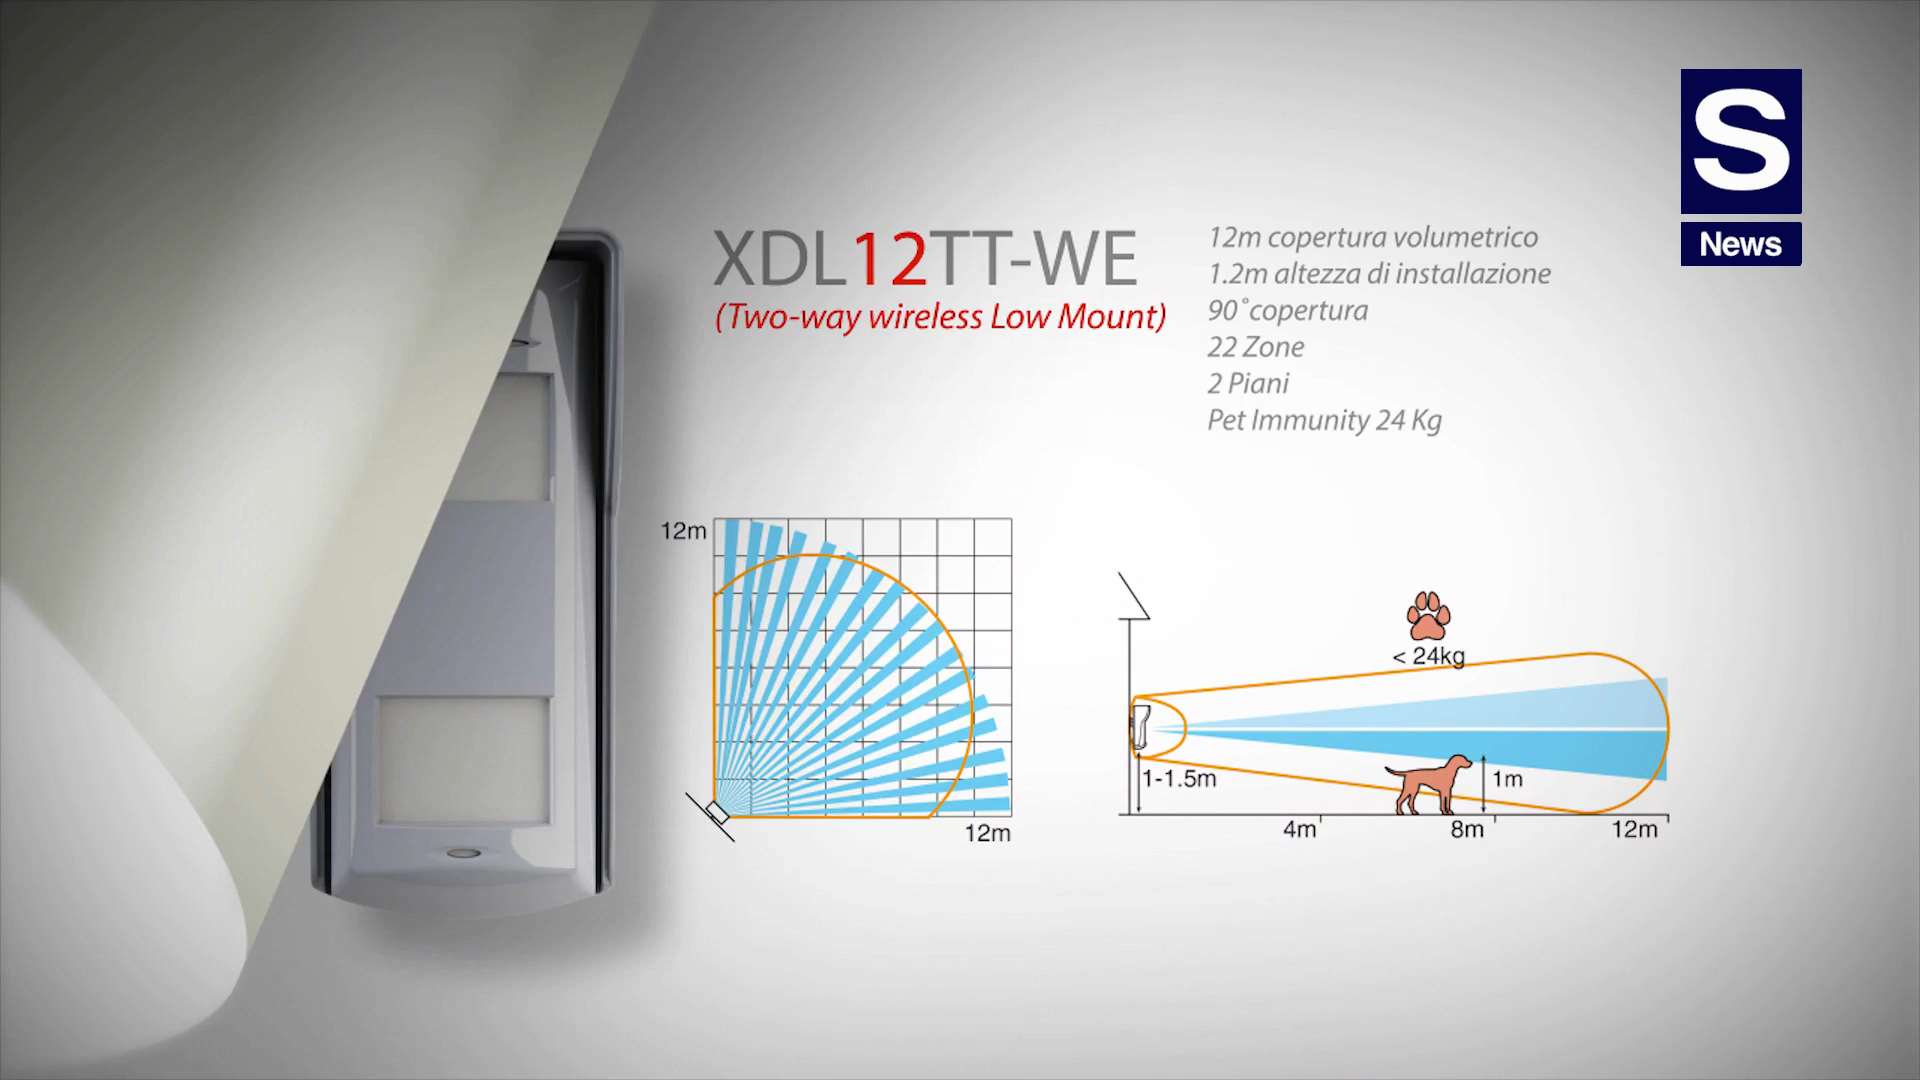 S
News
XDL12TT-WE
(Two-way wireless Low Mount)
12m copertura volumetrico
1.2m altezza di installazione
90°copertura
22 Zone
2 Piani
Pet Immunity 24 Kg
12m
12m
< 24kg
1-1.5m
1m
4m
8m
12m